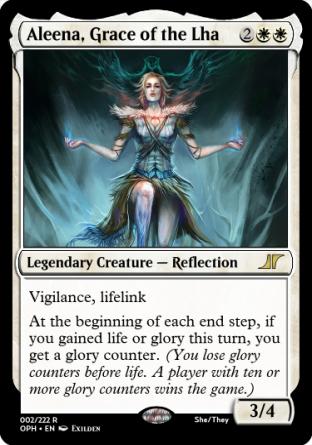 Aleena, Grace of the Lha 2
Legendary Creature — Reflection
Vigilance, lifelink
At the beginning of each end step, if
you gained life or glory this turn, you
get a glory counter. (You lose glory
counters before life. A player with ten
or more glory counters wins the game.)
3/4
002/222 R She/They
OPH • EN Exilden